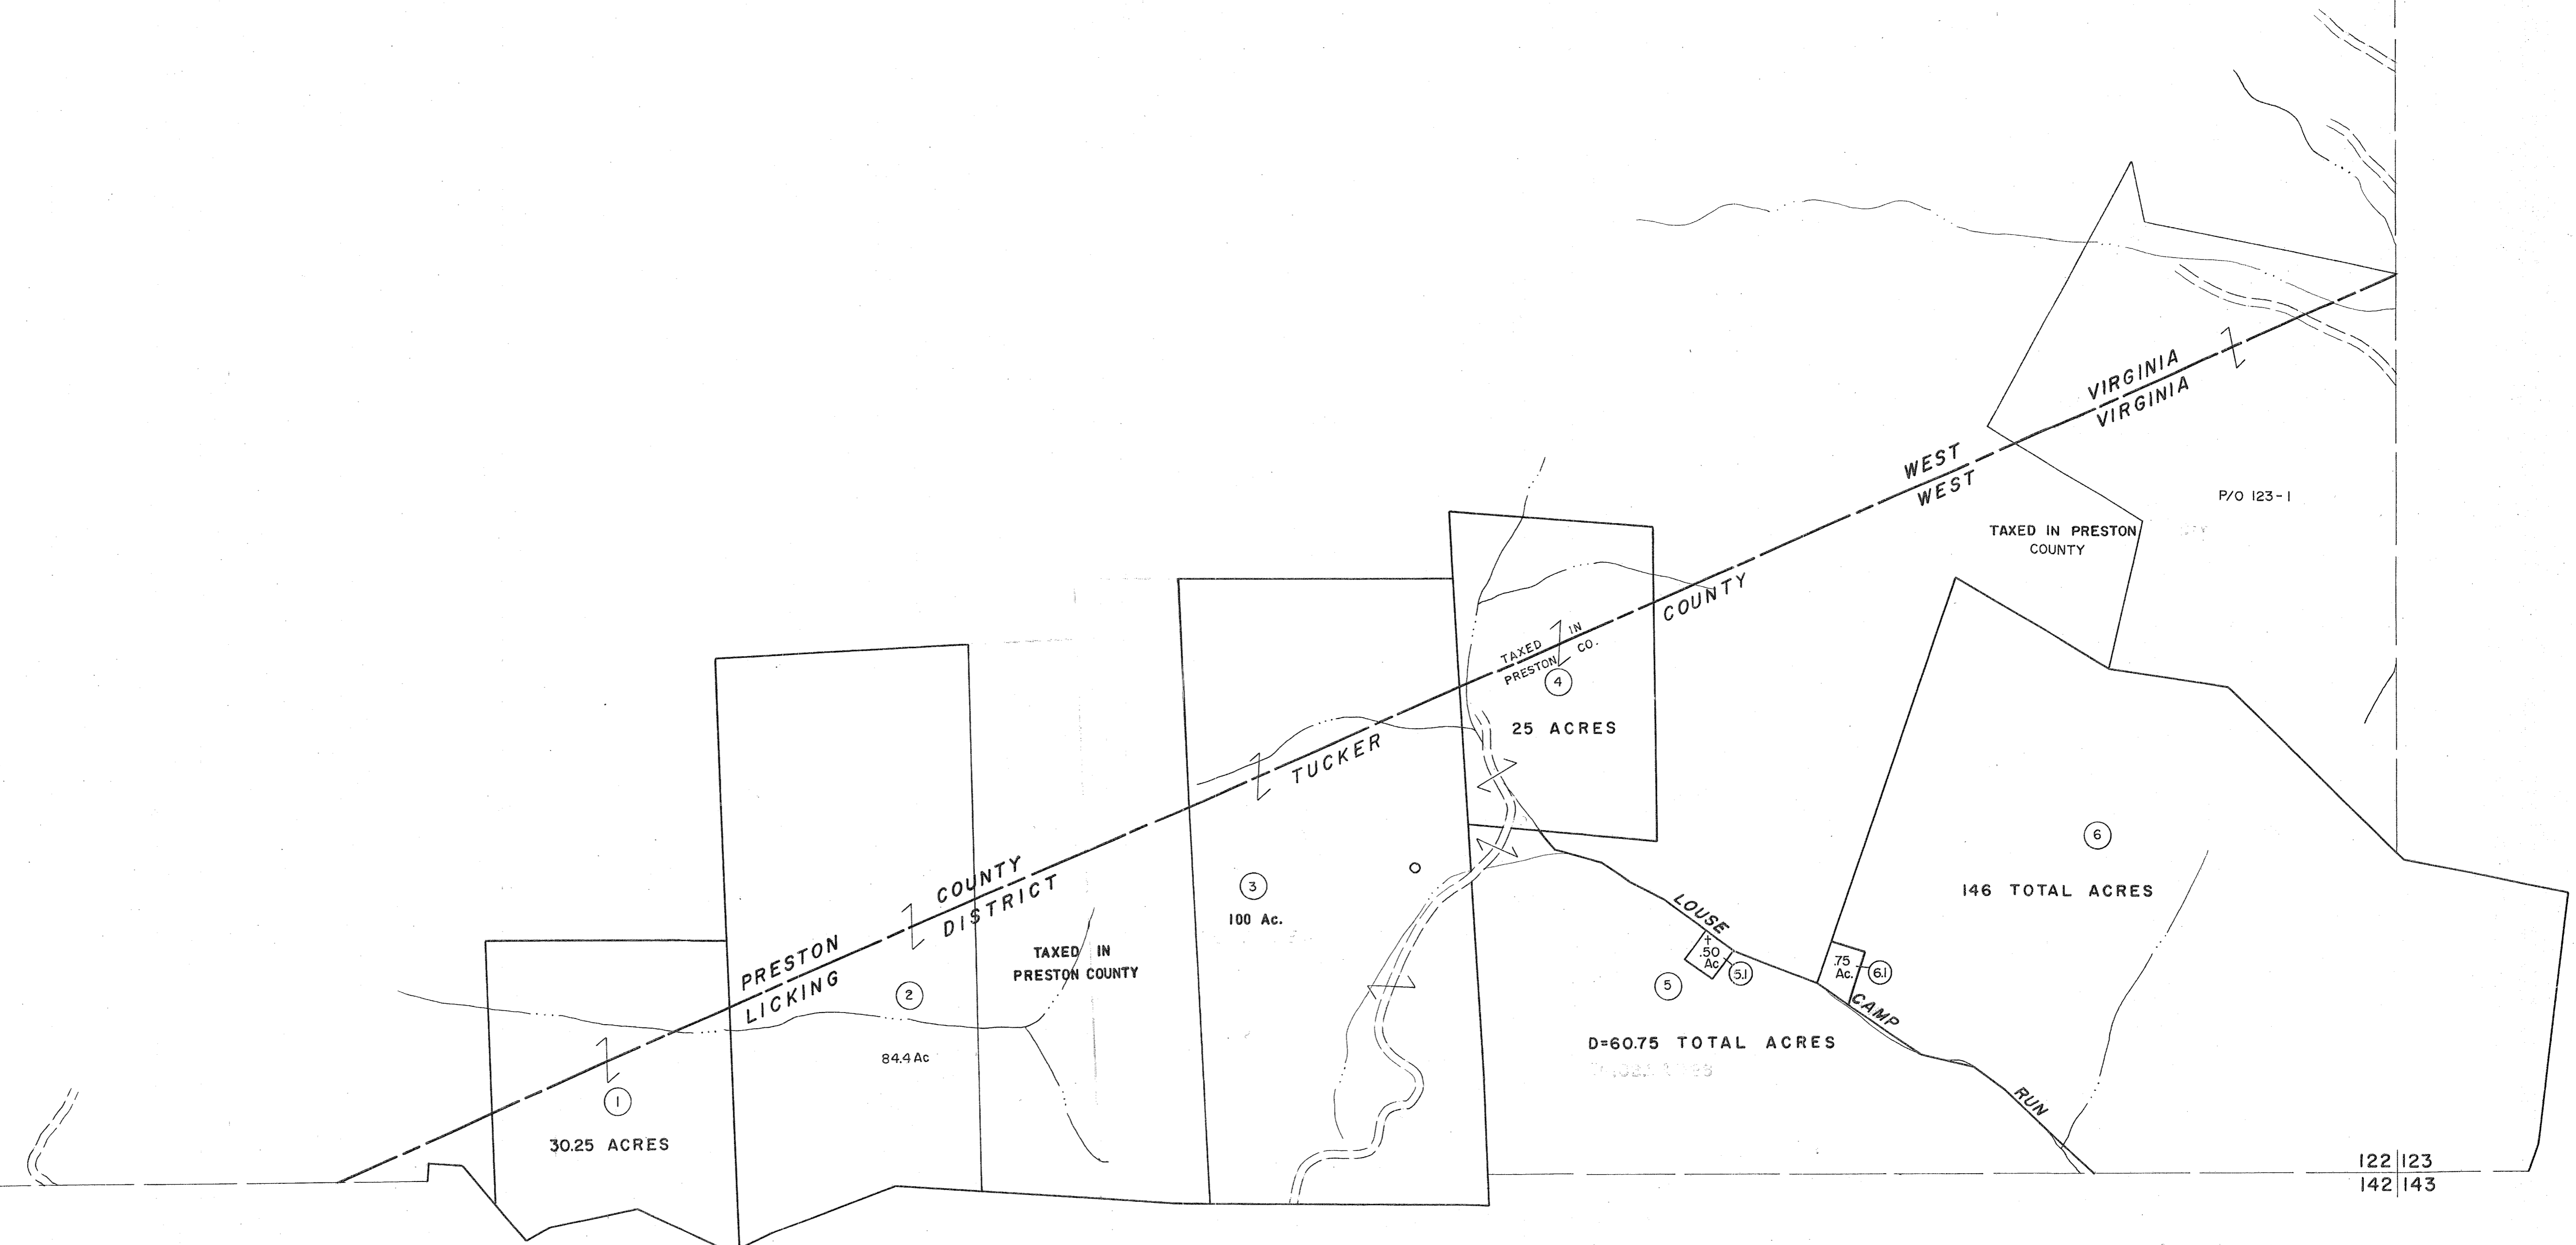 VIRGINIA
VIRGINIA
WEST
WEST
P/O 123-1
TAXED IN PRESTON
COUNTY
COUNTY
TAXED IN
PRESTON CO.
4
25 ACRES
TUCKER
6
146 TOTAL ACRES
COUNTY
DISTRICT
PRESTON
LICKING
3
100 Ac.
TAXED IN
PRESTON COUNTY
2
84.4 Ac
1
30.25 ACRES
LOUSE
.50
Ac
5.1
5
.75
Ac.
6.1
CAMP
D=60.75 TOTAL ACRES
RUN
122 123
142 143